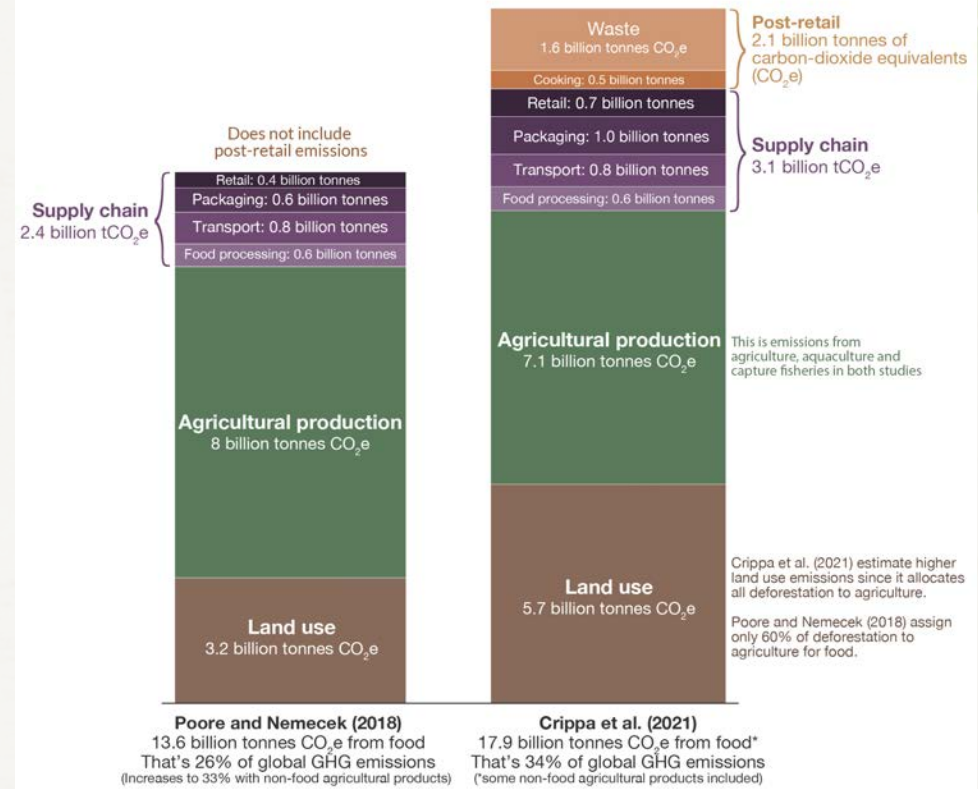 Waste
1.6 billion tonnes CO₂e
Cooking: 0.5 billion tonnes
Retail: 0.7 billion tonnes
Packaging: 1.0 billion tonnes
Transport: 0.8 billion tonnes
Food processing: 0.6 billion tonnes
Post-retail
2.1 billion tonnes of
carbon-dioxide equivalents
(CO₂e)
Supply chain
3.1 billion tCO₂e
Does not include
post-retail emissions
Supply chain
2.4 billion tCO₂e
Retail: 0.4 billion tonnes
Packaging: 0.6 billion tonnes
Transport: 0.8 billion tonnes
Food processing: 0.6 billion tonnes
Agricultural production
8 billion tonnes CO₂e
Agricultural production
7.1 billion tonnes CO₂e
This is emissions from
agriculture, aquaculture and
capture fisheries in both studies
Land use
3.2 billion tonnes CO₂e
Land use
5.7 billion tonnes CO₂e
Crippa et al. (2021) estimate higher
land use emissions since it allocates
all deforestation to agriculture.
Poore and Nemecek (2018) assign
only 60% of deforestation to
agriculture for food.
Poore and Nemecek (2018)
13.6 billion tonnes CO₂e from food
That's 26% of global GHG emissions
(Increases to 33% with non-food agricultural products)
Crippa et al. (2021)
17.9 billion tonnes CO₂e from food*
That's 34% of global GHG emissions
(*some non-food agricultural products included)